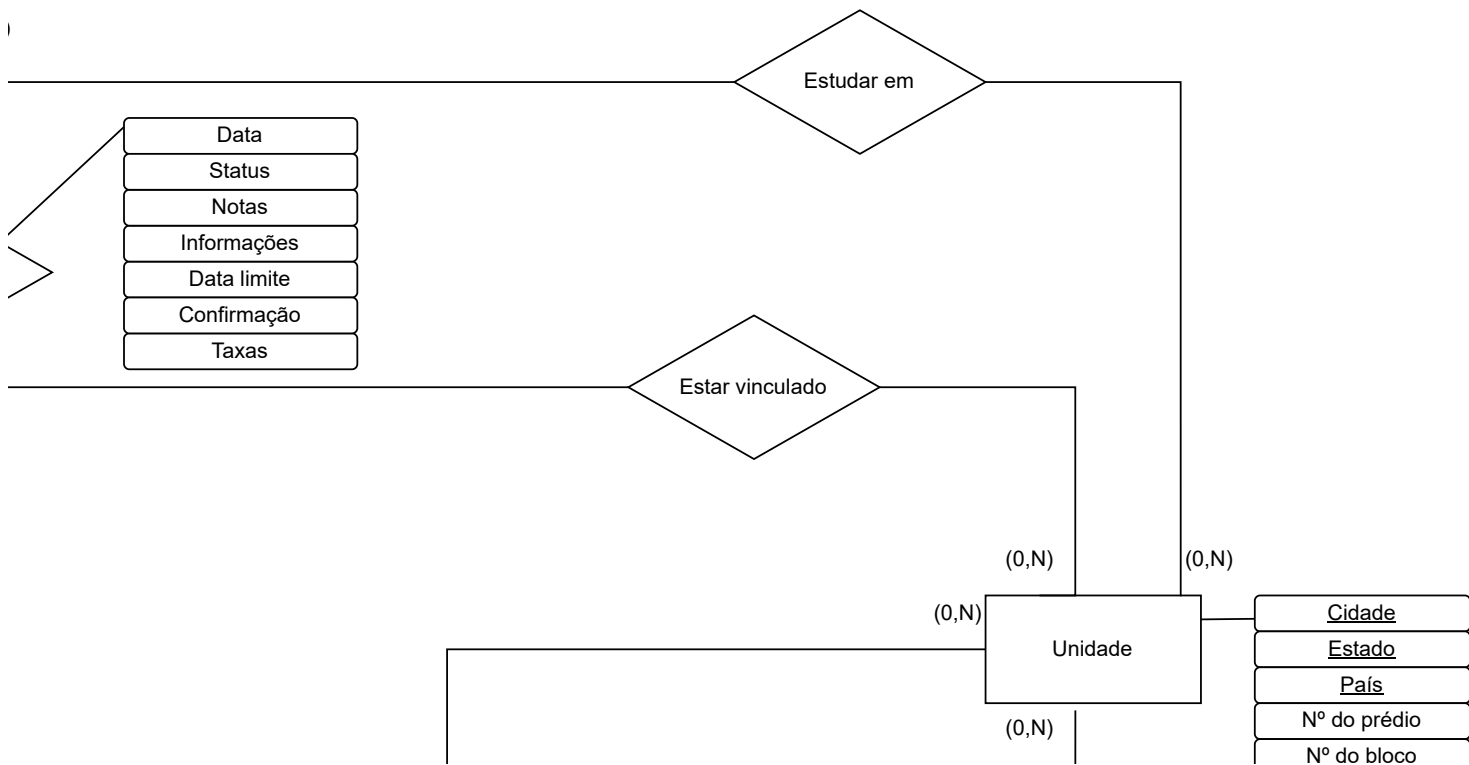 )
Estudar em
Data
Status
Notas
Informações
Data limite
Confirmação
Taxas
Estar vinculado
(0,N)
(0,N)
(0,N)
Unidade
Cidade
Estado
País
Nº do prédio
(0,N)
Nº do bloco